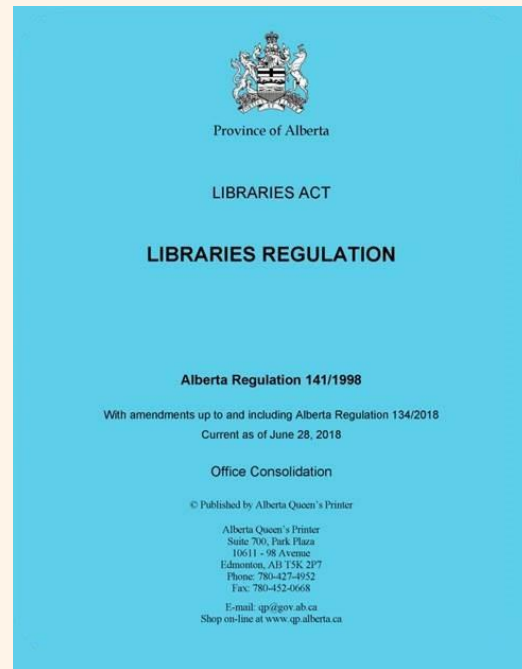 Province of Alberta
LIBRARIES ACT
LIBRARIES REGULATION
Alberta Regulation 141/1998
With amendments up to and including Alberta Regulation 134/2018
Current as of June 28, 2018
Office Consolidation
© Published by Alberta Queen's Printer
Alberta Queen's Printer
Suite 700, Park Plaza
10611 - 98 Avenue
Edmonton, AB T5K 2P7
Phone: 780-427-4952
Fax: 780-452-0668
E-mail: qp@gov.ab.ca
Shop on-line at www.qp.alberta.ca